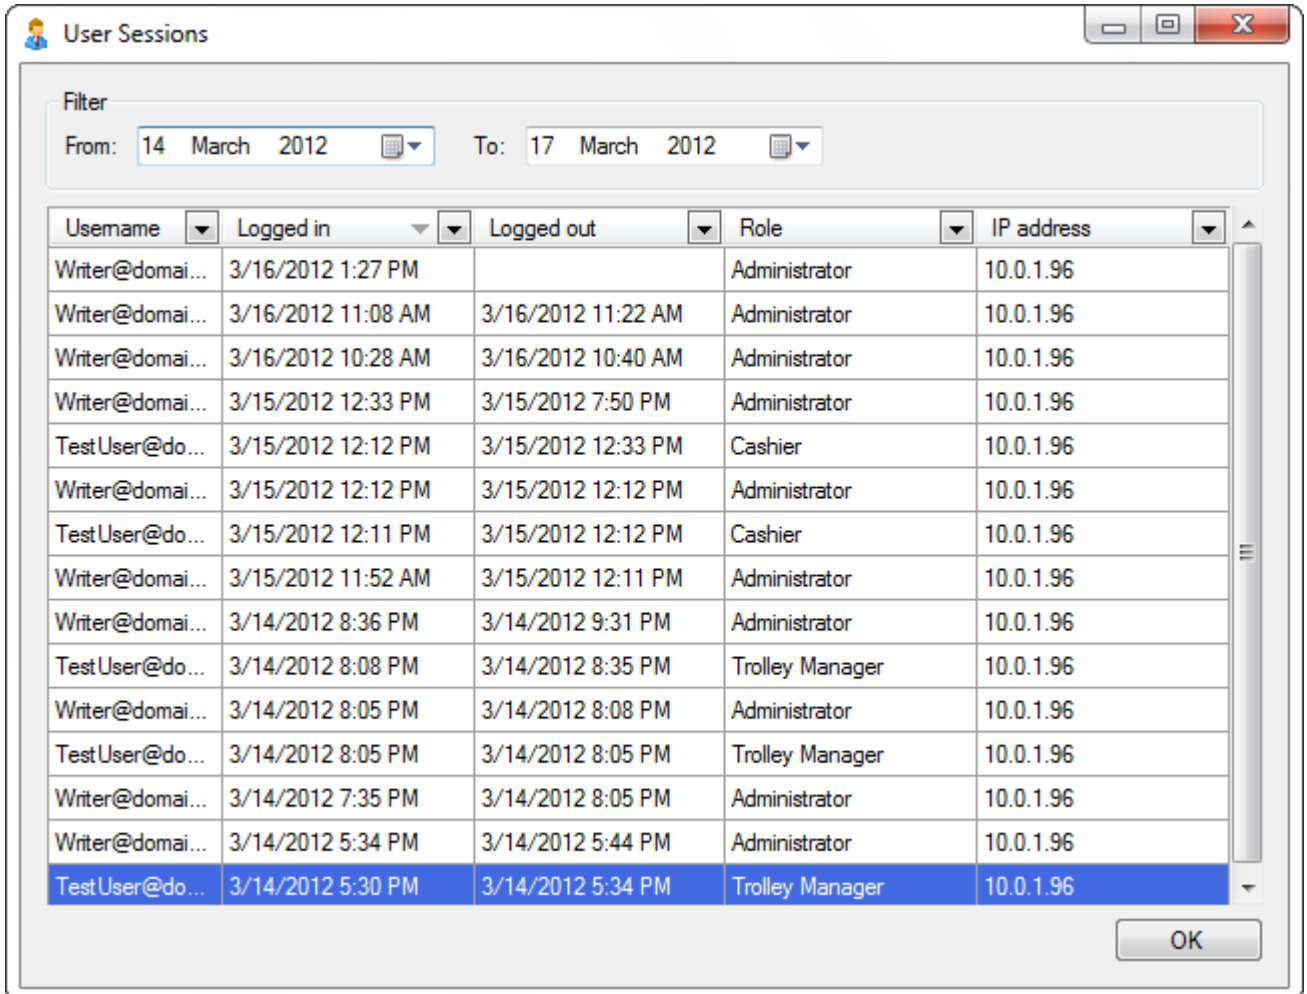 User Sessions
Filter
From: 14 March 2012 To: 17 March 2012
Username Logged in Logged out Role IP address
Writer@domai... 3/16/2012 1:27 PM Administrator 10.0.1.96
Writer@domai... 3/16/2012 11:08 AM 3/16/2012 11:22 AM Administrator 10.0.1.96
Writer@domai... 3/16/2012 10:28 AM 3/16/2012 10:40 AM Administrator 10.0.1.96
Writer@domai... 3/15/2012 12:33 PM 3/15/2012 7:50 PM Administrator 10.0.1.96
TestUser@do... 3/15/2012 12:12 PM 3/15/2012 12:33 PM Cashier 10.0.1.96
Writer@domai... 3/15/2012 12:12 PM 3/15/2012 12:12 PM Administrator 10.0.1.96
TestUser@do... 3/15/2012 12:11 PM 3/15/2012 12:12 PM Cashier 10.0.1.96
Writer@domai... 3/15/2012 11:52 AM 3/15/2012 12:11 PM Administrator 10.0.1.96
Writer@domai... 3/14/2012 8:36 PM 3/14/2012 9:31 PM Administrator 10.0.1.96
TestUser@do... 3/14/2012 8:08 PM 3/14/2012 8:35 PM Trolley Manager 10.0.1.96
Writer@domai... 3/14/2012 8:05 PM 3/14/2012 8:08 PM Administrator 10.0.1.96
TestUser@do... 3/14/2012 8:05 PM 3/14/2012 8:05 PM Trolley Manager 10.0.1.96
Writer@domai... 3/14/2012 7:35 PM 3/14/2012 8:05 PM Administrator 10.0.1.96
Writer@domai... 3/14/2012 5:34 PM 3/14/2012 5:44 PM Administrator 10.0.1.96
TestUser@do... 3/14/2012 5:30 PM 3/14/2012 5:34 PM Trolley Manager 10.0.1.96
OK